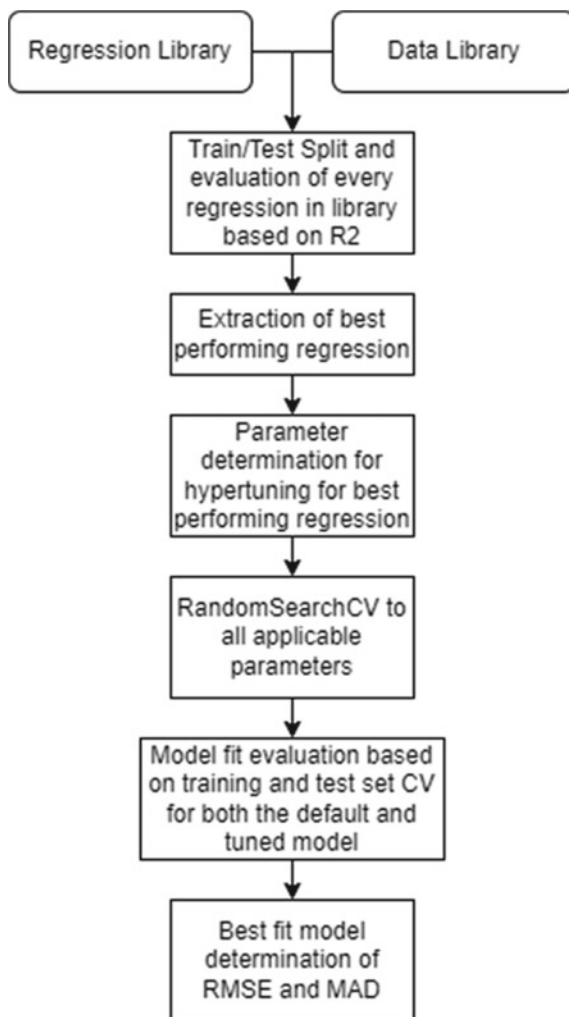 Regression Library
Data Library
Train/Test Split and
evaluation of every
regression in library
based on R2
Extraction of best
performing regression
Parameter
determination for
hypertuning for best
performing regression
RandomSearchCV to
all applicable
parameters
Model fit evaluation based
on training and test set CV
for both the default and
tuned model
Best fit model
determination of
RMSE and MAD